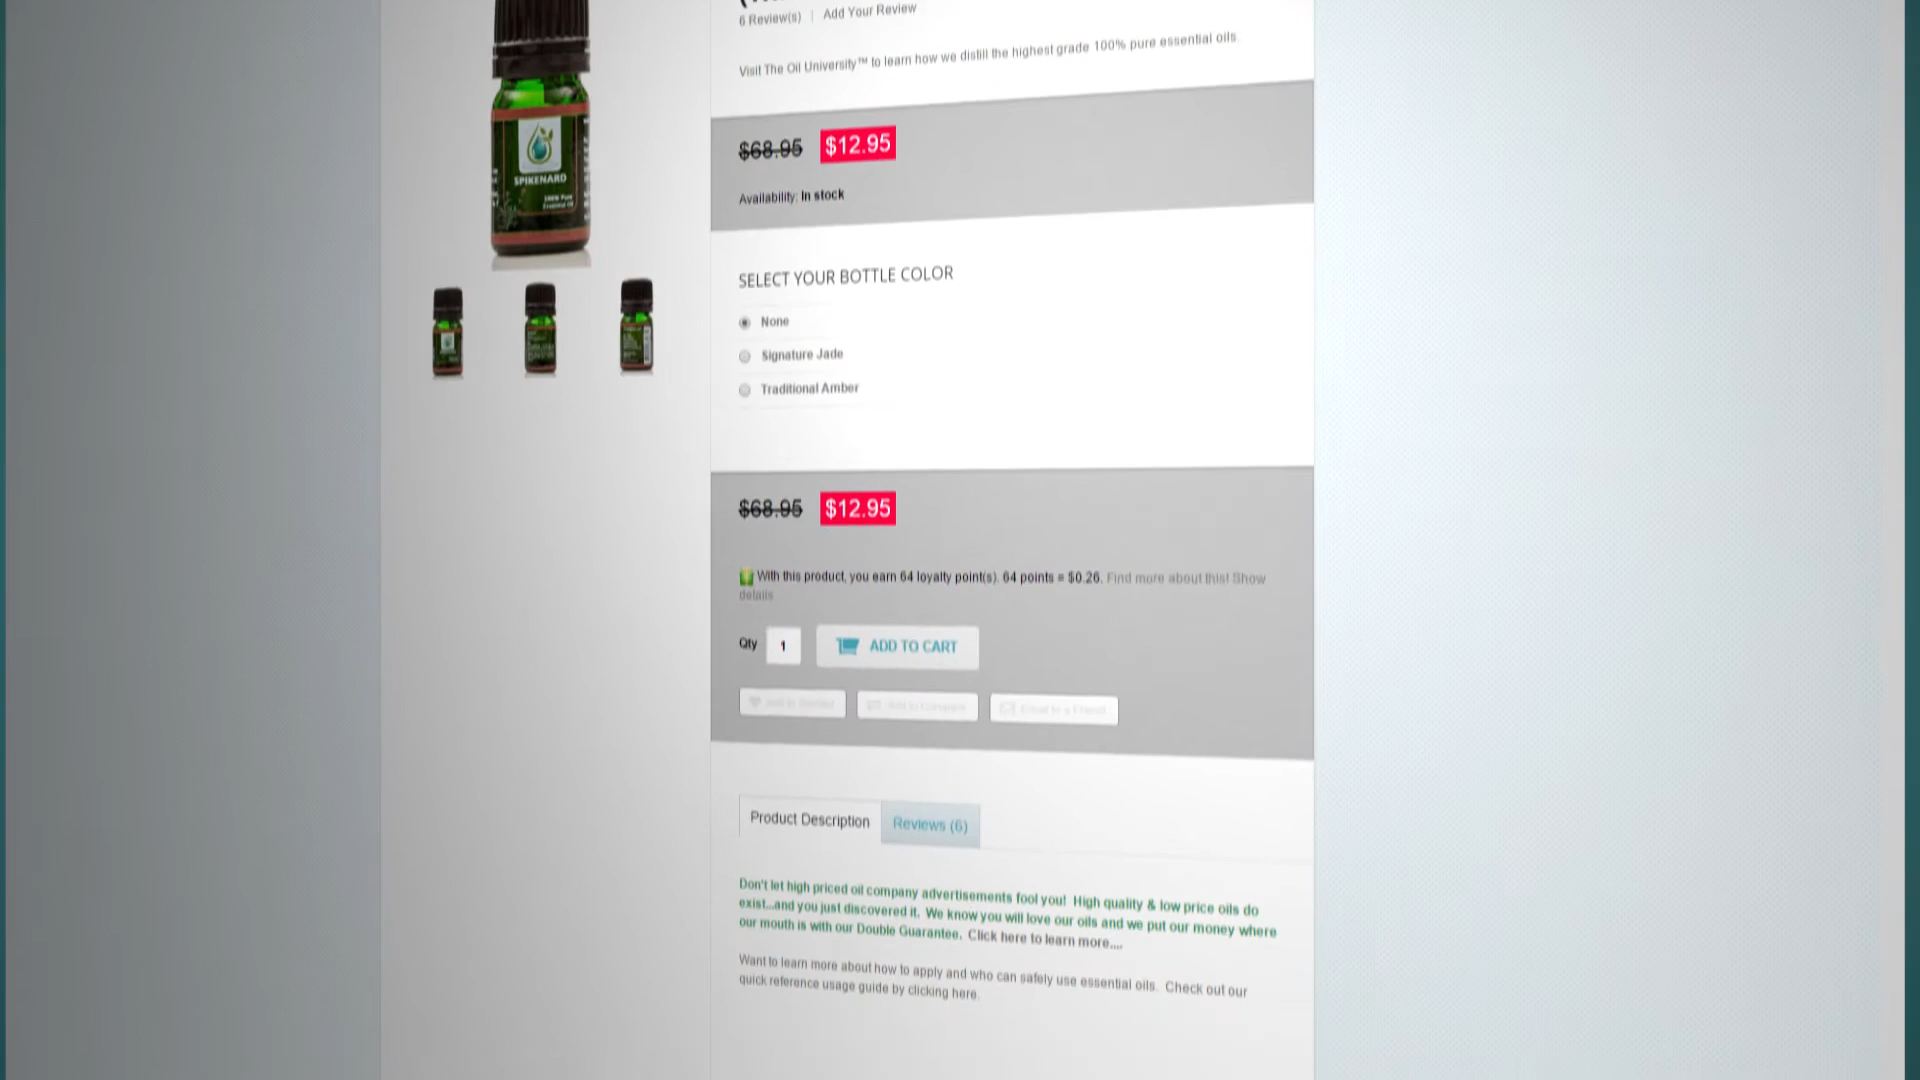 6 Review(s) | Add Your Review
Visit The Oil University™ to learn how we distill the highest grade 100% pure essential oils.
$68.95 $12.95
Availability: In stock
SPIKENARD
100% Pure
Essential Oil
SELECT YOUR BOTTLE COLOR
None
Signature Jade
Traditional Amber
$68.95 $12.95
With this product, you earn 64 loyalty point(s). 64 points = $0.26. Find more about this! Show
details
Qty 1 ADD TO CART
Email to a Friend
Product Description Reviews (6)
Don't let high priced oil company advertisements fool you! High quality & low price oils do
exist...and you just discovered it. We know you will love our oils and we put our money where
our mouth is with our Double Guarantee. Click here to learn more....
Want to learn more about how to apply and who can safely use essential oils. Check out our
quick reference usage guide by clicking here.